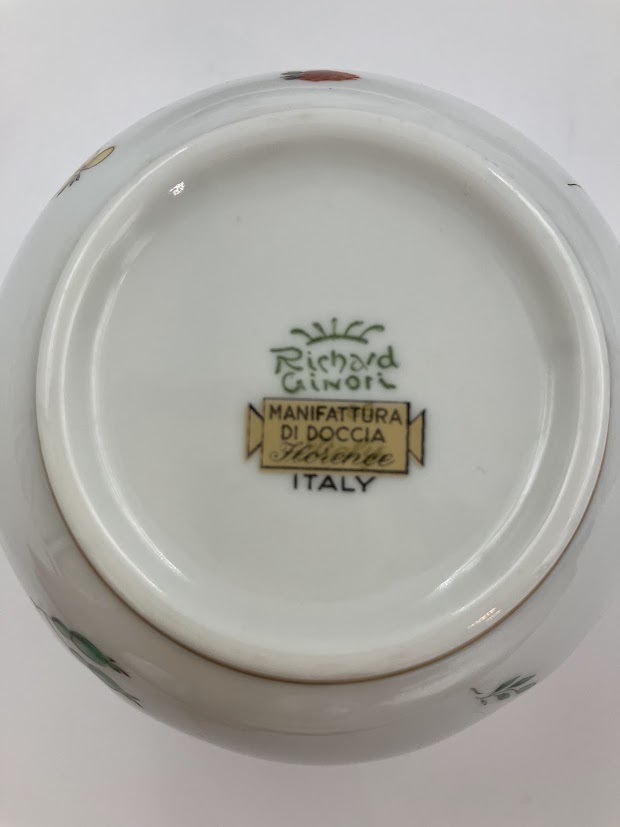 Richard
GINORI
MANIFATTURA
DI DOCCIA
Florence
ITALY